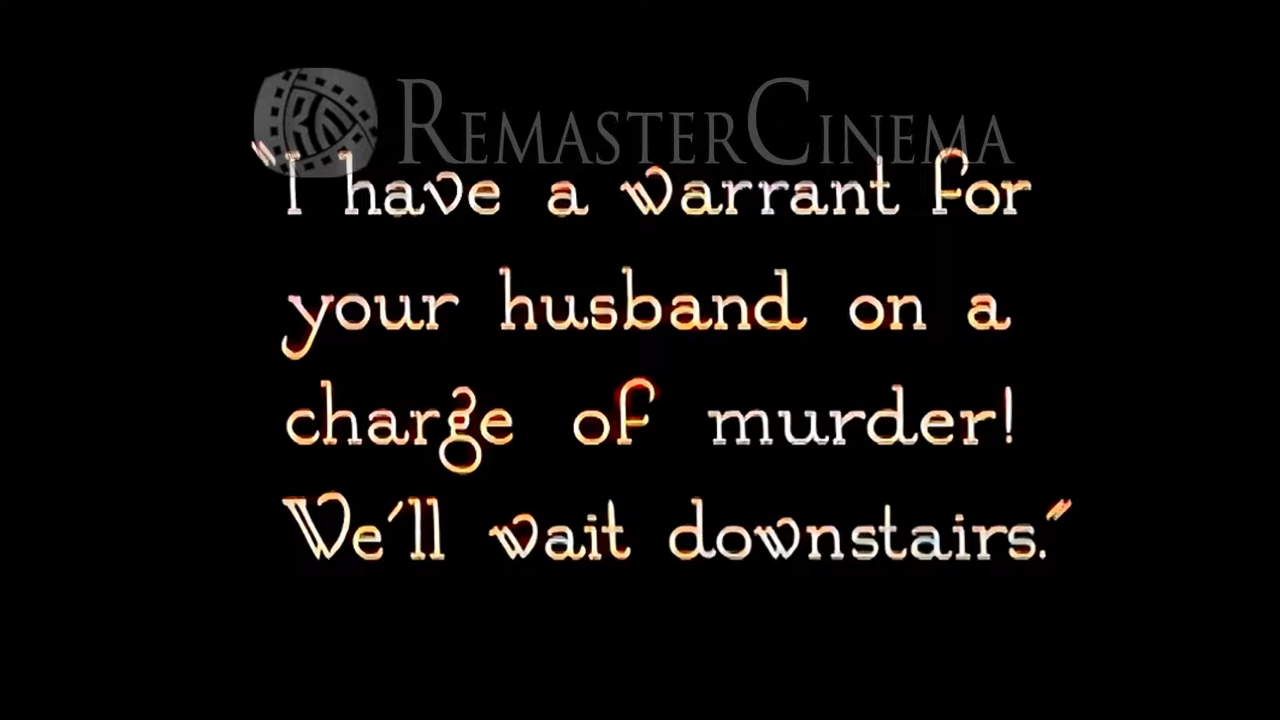 REMASTERCINEMA
"I have a warrant for
your husband on a
charge of murder!
We'll wait downstairs."